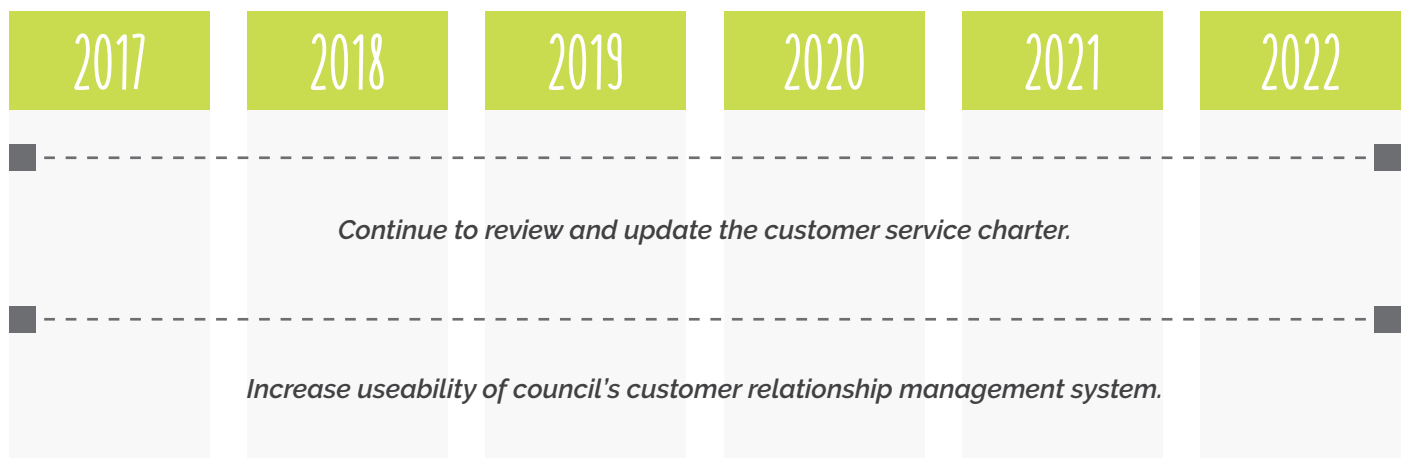 2017 2018 2019 2020 2021 2022
Continue to review and update the customer service charter.
Increase useability of council’s customer relationship management system.